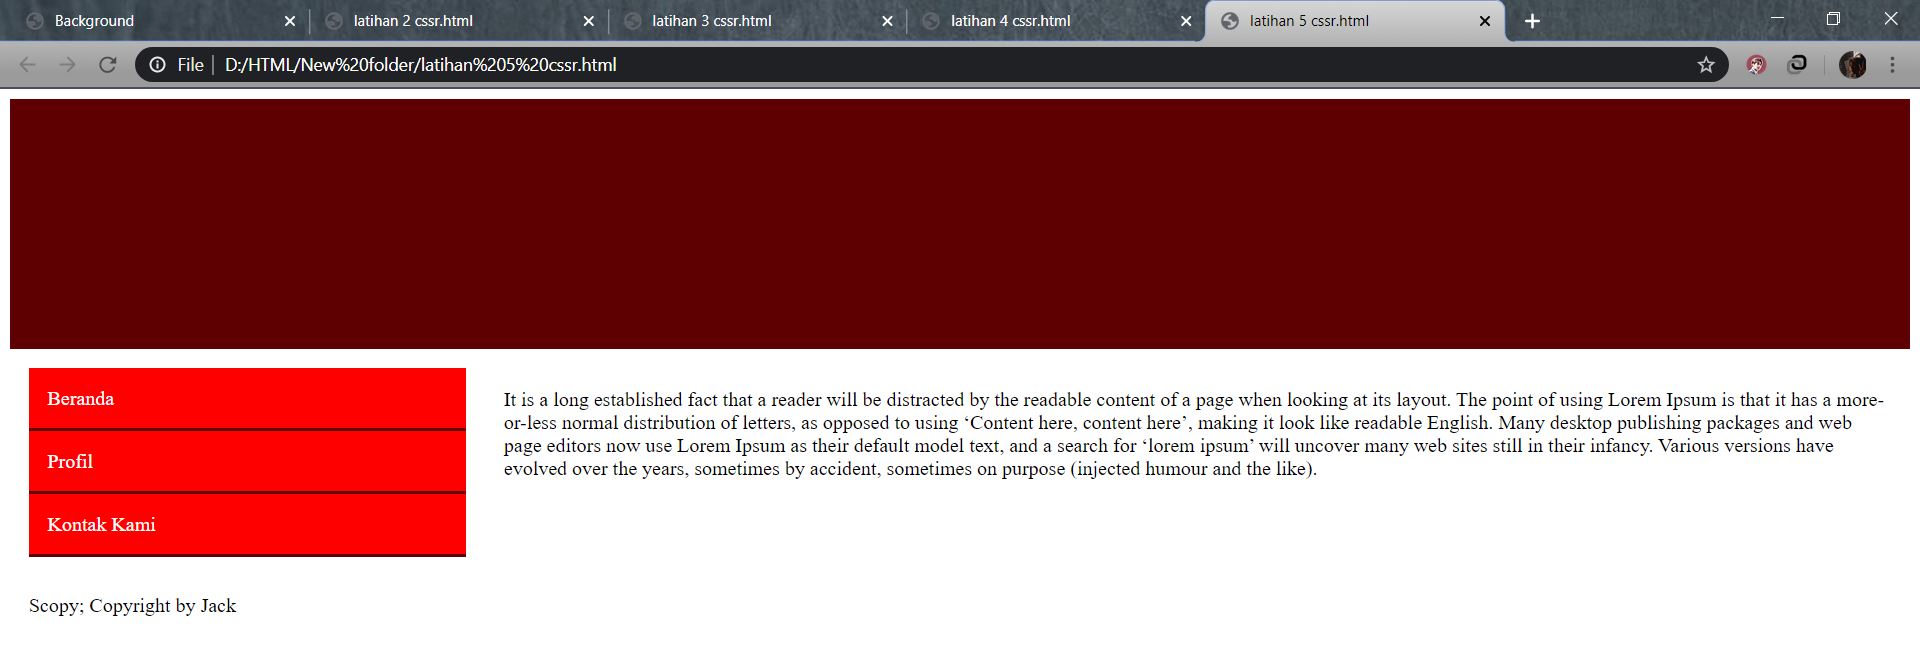 Background
latihan 2 cssr.html
latihan 3 cssr.html
latihan 4 cssr.html
latihan 5 cssr.html
File
D:/HTML/New%20folder/latihan%205%20cssr.html
Beranda
Profil
Kontak Kami
It is a long established fact that a reader will be distracted by the readable content of a page when looking at its layout. The point of using Lorem Ipsum is that it has a more-
or-less normal distribution of letters, as opposed to using ‘Content here, content here’, making it look like readable English. Many desktop publishing packages and web
page editors now use Lorem Ipsum as their default model text, and a search for ‘lorem ipsum’ will uncover many web sites still in their infancy. Various versions have
evolved over the years, sometimes by accident, sometimes on purpose (injected humour and the like).
Scopy; Copyright by Jack